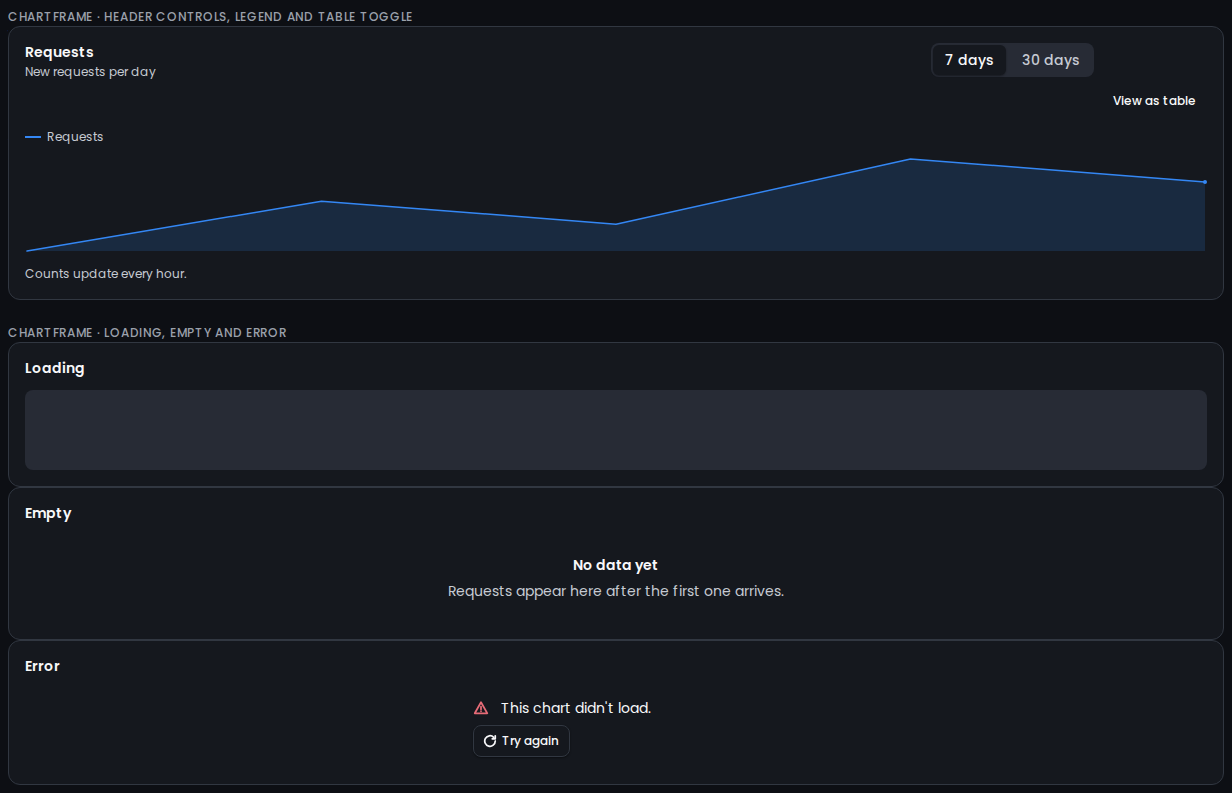 CHARTFRAME · HEADER CONTROLS, LEGEND AND TABLE TOGGLE
Requests
New requests per day
7 days
30 days
View as table
Requests
Counts update every hour.
CHARTFRAME · LOADING, EMPTY AND ERROR
Loading
Empty
No data yet
Requests appear here after the first one arrives.
Error
This chart didn't load.
Try again